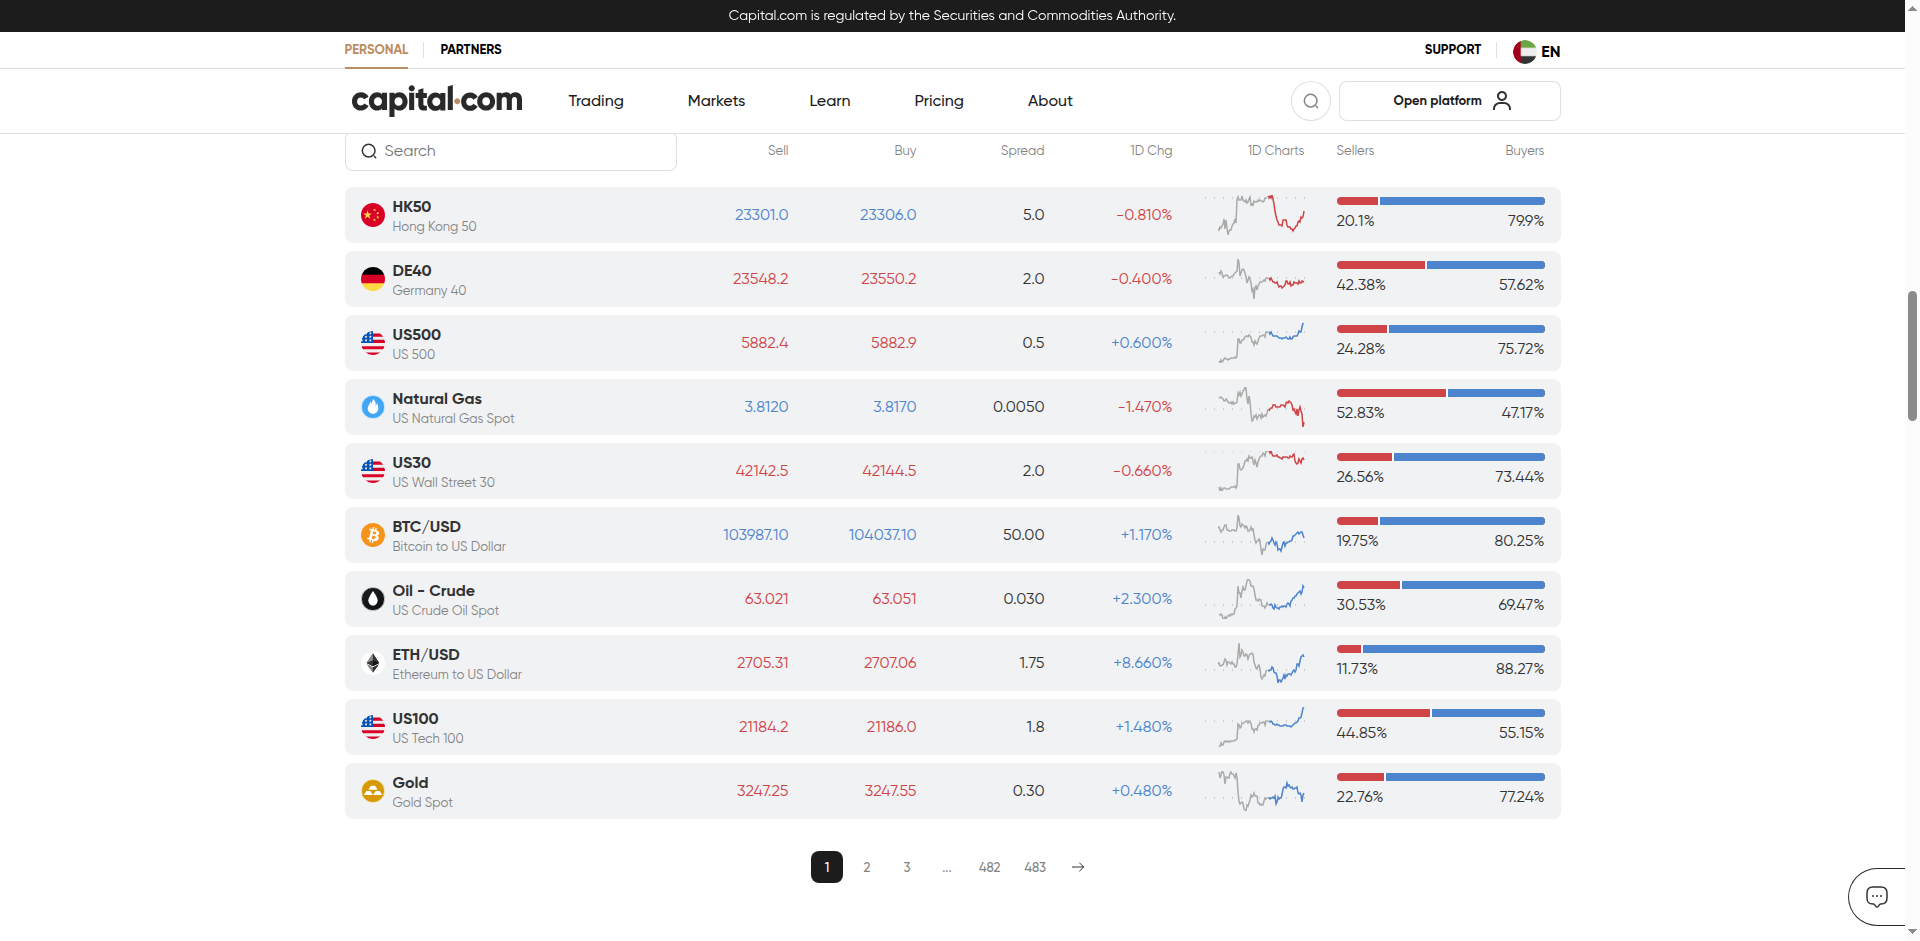 Capital.com is regulated by the Securities and Commodities Authority.
PERSONAL PARTNERS SUPPORT EN
capital.com Trading Markets Learn Pricing About Open platform
Search Sell Buy Spread 1D Chg 1D Charts Sellers Buyers
HK50
Hong Kong 50
23301.0 23306.0 5.0 -0.810% 20.1% 79.9%
DE40
Germany 40
23548.2 23550.2 2.0 -0.400% 42.38% 57.62%
US500
US 500
5882.4 5882.9 0.5 +0.600% 24.28% 75.72%
Natural Gas
US Natural Gas Spot
3.8120 3.8170 0.0050 -1.470% 52.83% 47.17%
US30
US Wall Street 30
42142.5 42144.5 2.0 -0.660% 26.56% 73.44%
BTC/USD
Bitcoin to US Dollar
103987.10 104037.10 50.00 +1.170% 19.75% 80.25%
Oil - Crude
US Crude Oil Spot
63.021 63.051 0.030 +2.300% 30.53% 69.47%
ETH/USD
Ethereum to US Dollar
2705.31 2707.06 1.75 +8.660% 11.73% 88.27%
US100
US Tech 100
21184.2 21186.0 1.8 +1.480% 44.85% 55.15%
Gold
Gold Spot
3247.25 3247.55 0.30 +0.480% 22.76% 77.24%
1 2 3 ... 482 483